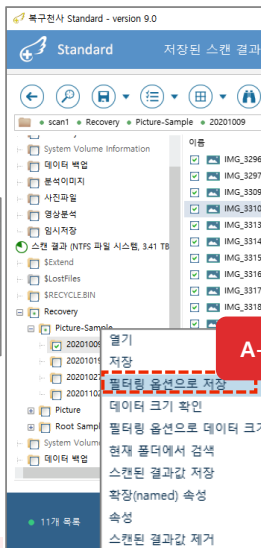 복구전사 Standard - version 9.0
Standard 저장된 스캔 결과
scan1 Recovery Picture-Sample 20201009
System Volume Information
데이터 백업
분석이미지
사진파일
영상분석
임시저장
스캔 결과 (NTFS 파일 시스템, 3.41 TB
$Extend
$LostFiles
$RECYCLE.BIN
Recovery
Picture-Sample
20201009
20201019
2020102
2020110
Picture
Root Sampl
System Volum
데이터 백업
이름
IMG_3296
IMG_3297
IMG_3309
IMG_3310
IMG_3313
IMG_3314
IMG_3315
IMG_3316
IMG_3317
IMG_3318
A-
열기
저장
필터링 옵션으로 저장
데이터 크기 확인
필터링 옵션으로 데이터 크기
현재 폴더에서 검색
스캔된 결과값 저장
확장(named) 속성
속성
스캔된 결과값 제거
11개 목록